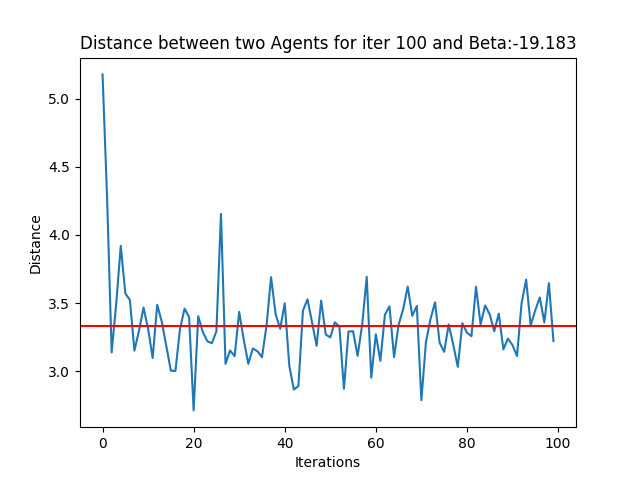 Distance between two Agents for iter 100 and Beta:-19.183
5.0
4.5
4.0
3.5
3.0
Distance
0 20 40 60 80 100
Iterations